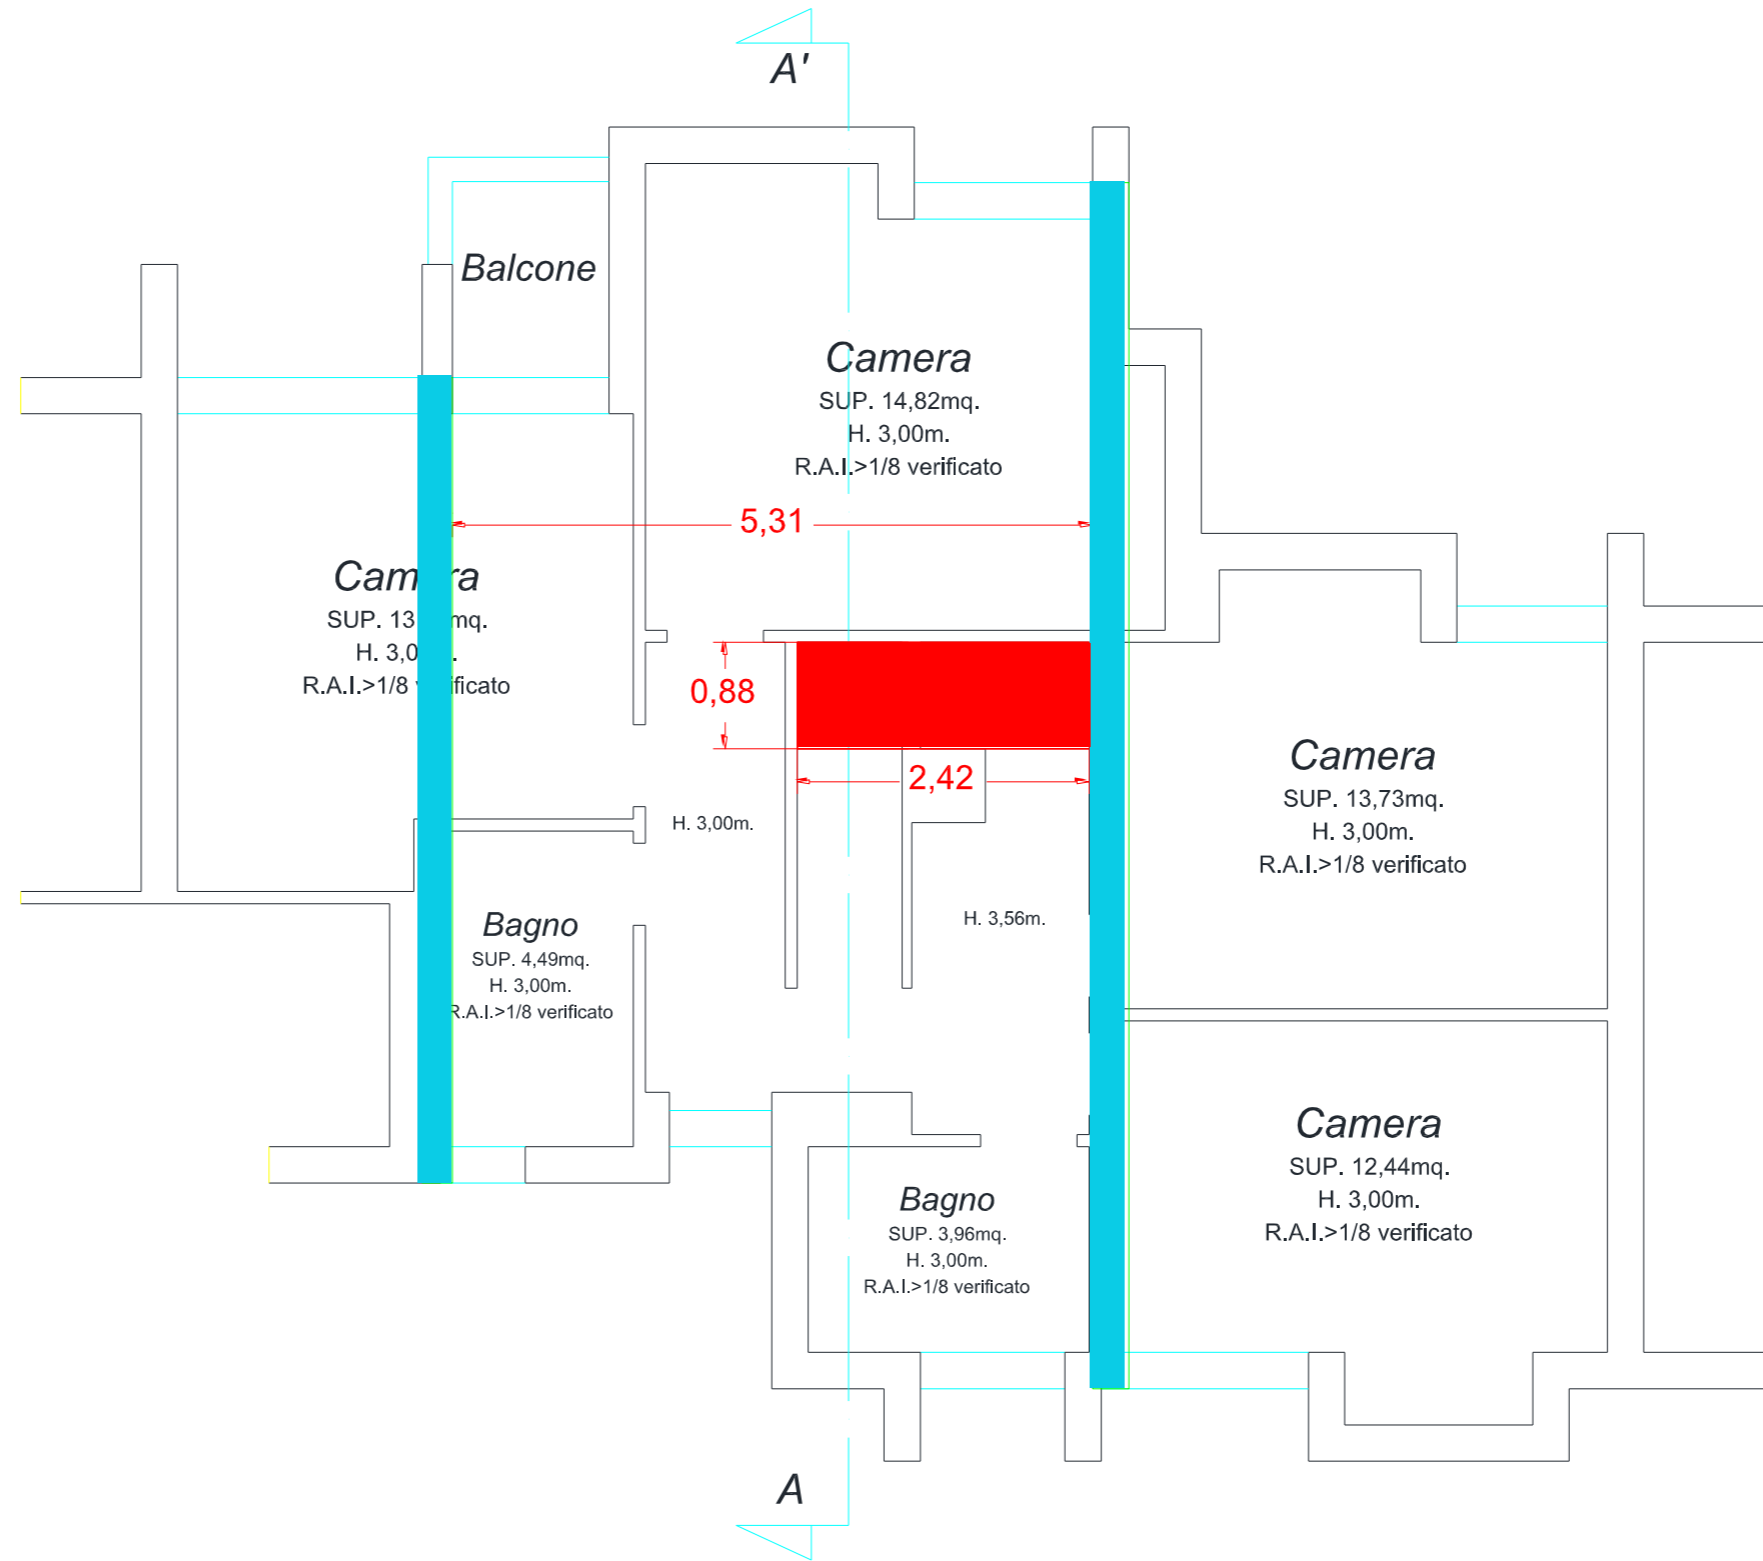 A'
Balcone
Camera
SUP. 14,82mq.
H. 3,00m.
R.A.I.>1/8 verificato
5,31
SUP. 13
mq.
H. 3,0
R.A.I.>1/8
0,88
2,42
Camera
SUP. 13,73mq.
H. 3,00m.
R.A.I.>1/8 verificato
H. 3,00m.
H. 3,56m.
Bagno
SUP. 4,49mq.
H. 3,00m.
R.A.I.>1/8 verificato
Camera
SUP. 12,44mq.
H. 3,00m.
R.A.I.>1/8 verificato
Bagno
SUP. 3,96mq.
H. 3,00m.
R.A.I.>1/8 verificato
A